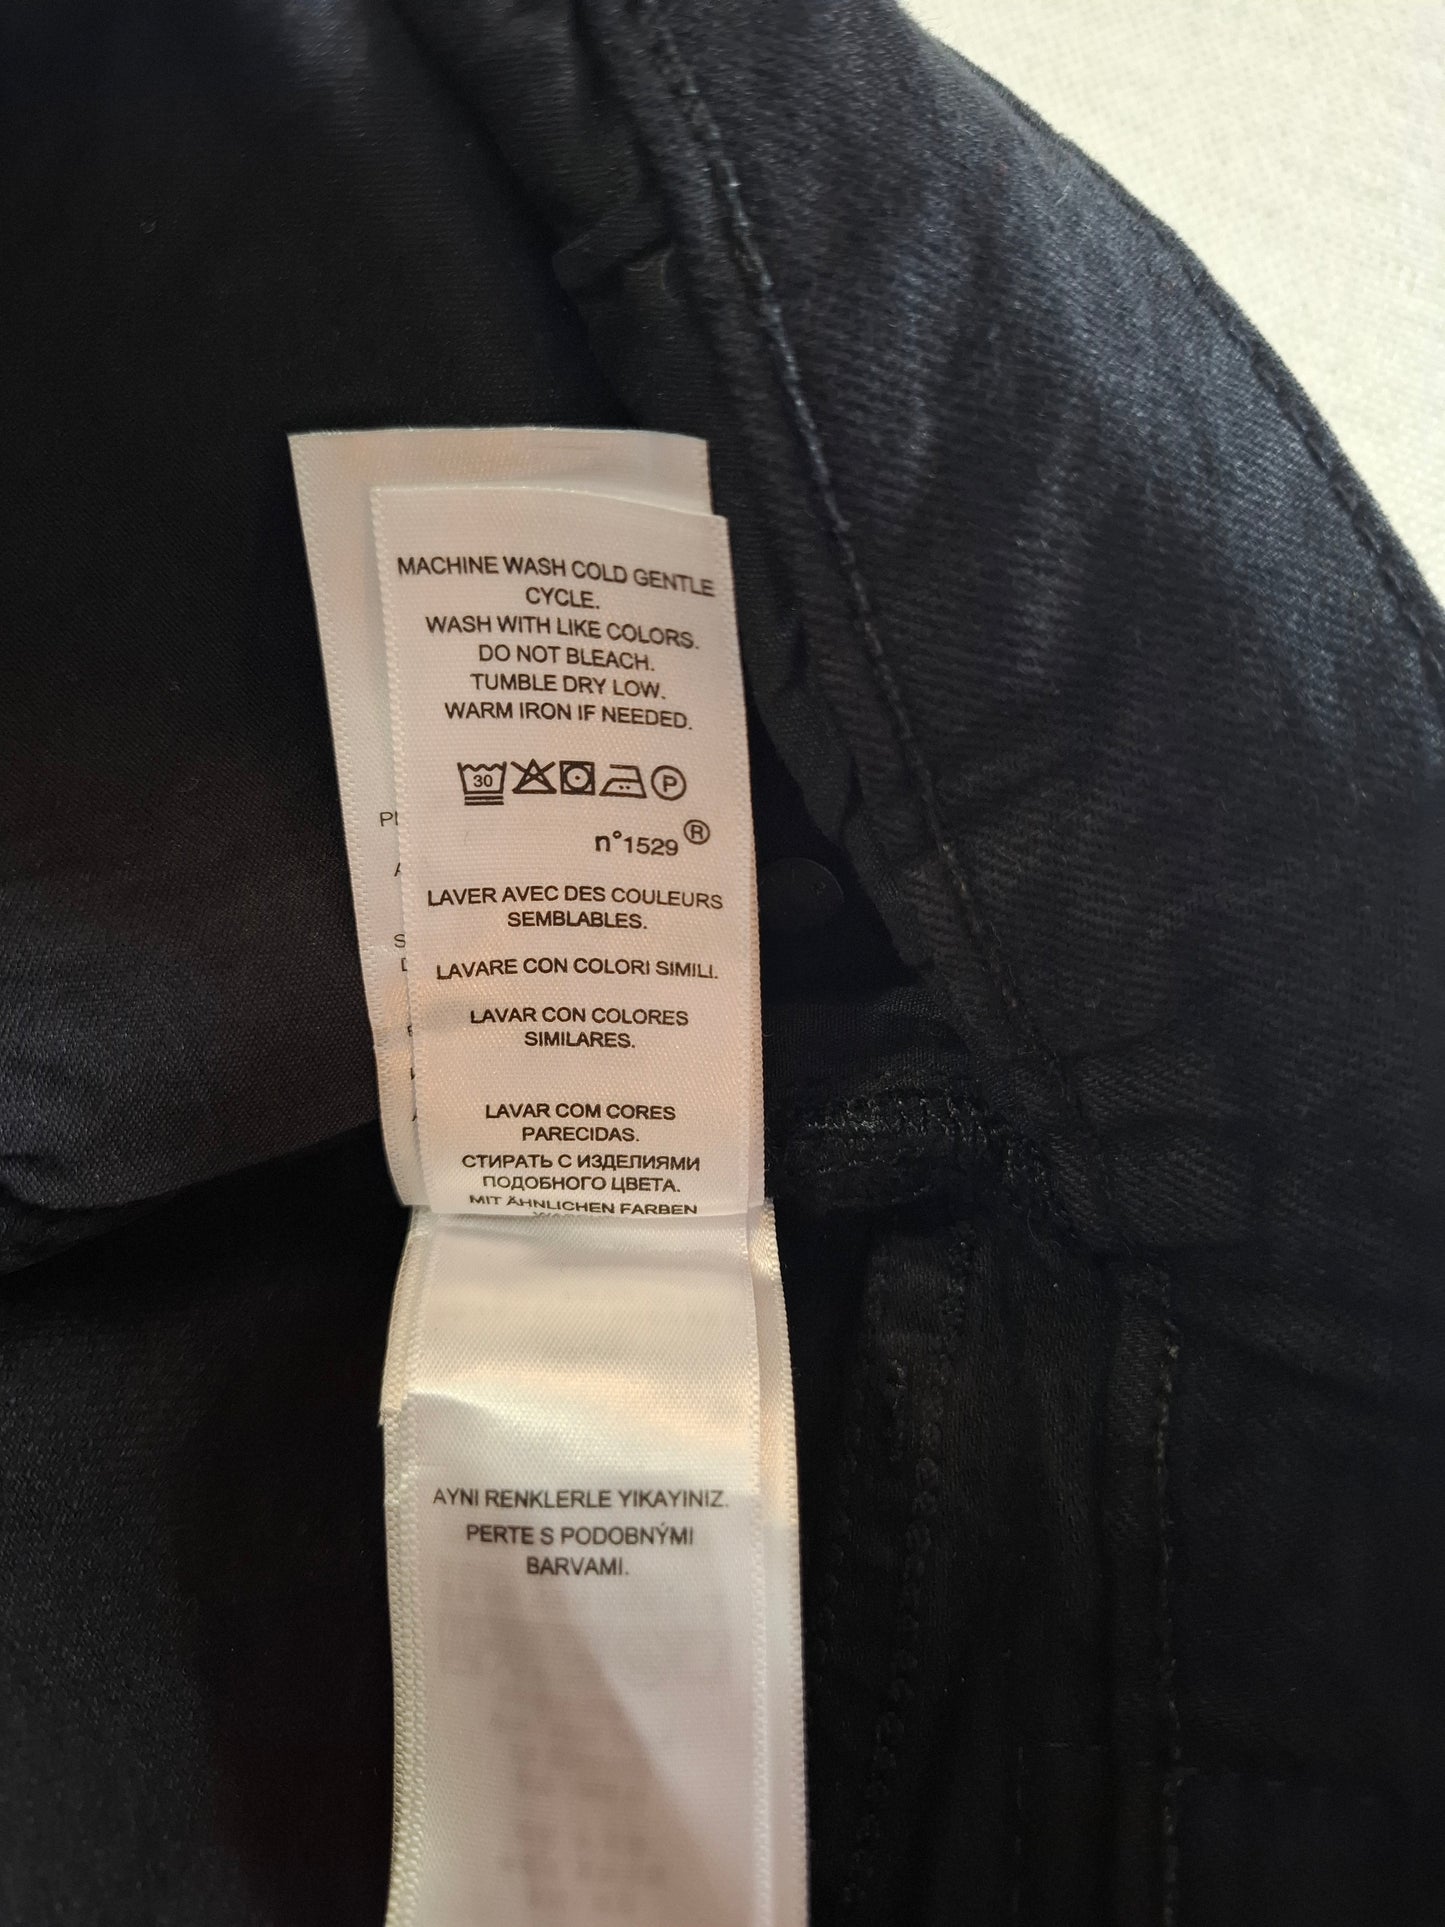 MACHINE WASH COLD GENTLE
CYCLE.
WASH WITH LIKE COLORS.
DO NOT BLEACH.
TUMBLE DRY LOW.
WARM IRON IF NEEDED.
30
P
n°1529®
LAVER AVEC DES COULEURS
SEMBLABLES.
LAVARE CON COLORI SIMILI.
LAVAR CON COLORES
SIMILARES.
LAVAR COM CORES
PARECIDAS.
СТИРАТЬ С ИЗДЕЛИЯМИ
ПОДОБНОГО ЦВЕТА.
MIT ÄHNLICHEN FARBEN
AYNI RENKLERLE YIKAYINIZ.
PERTE S PODOBNÝMI
BARVAMI.